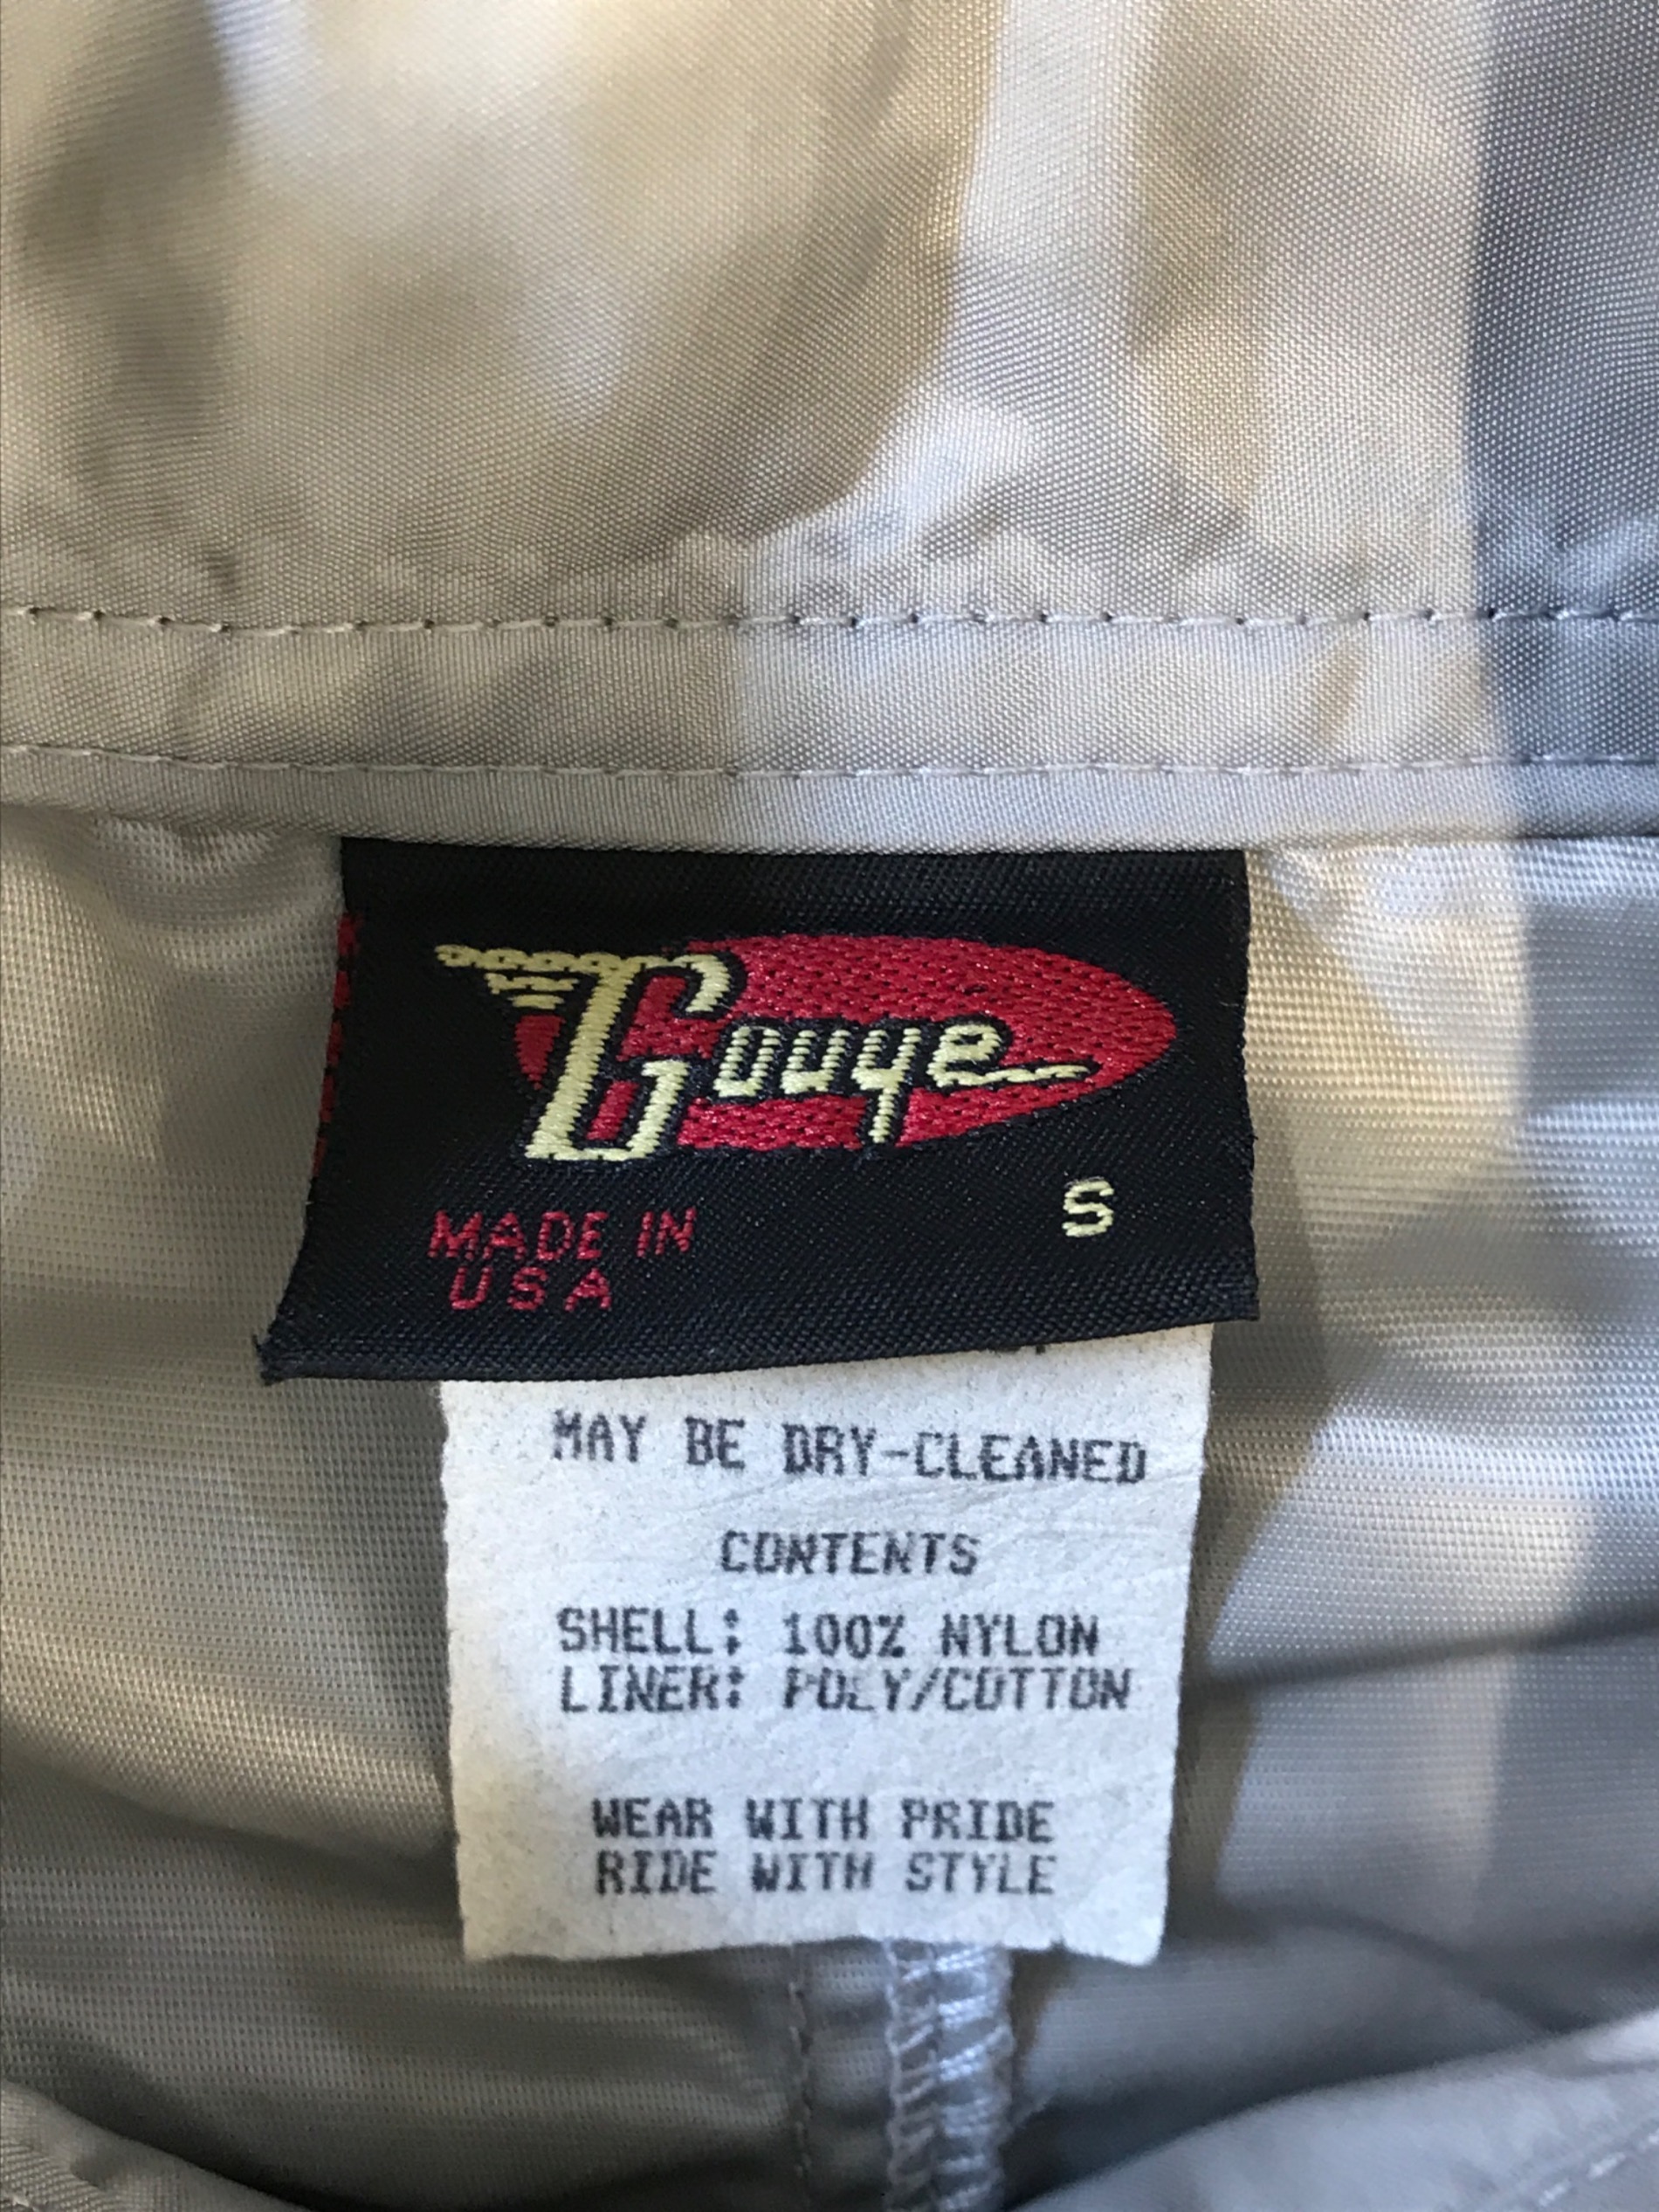 Gouge
S
MADE IN
USA
MAY BE DRY-CLEANED
CONTENTS
SHELL: 100% NYLON
LINER: POLY/COTTON
WEAR WITH PRIDE
RIDE WITH STYLE